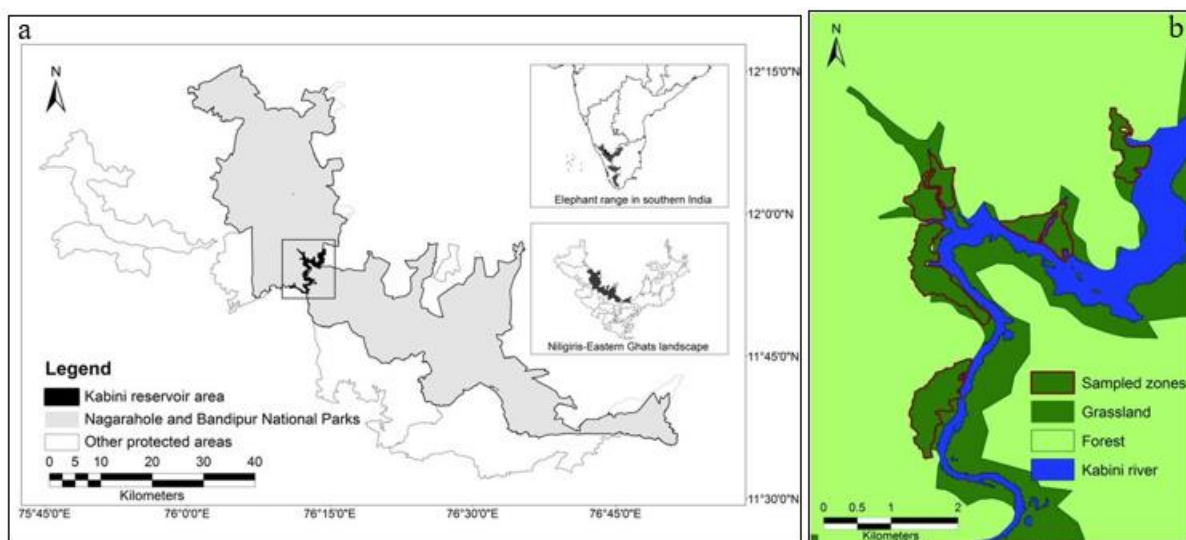 a
N
12°15'0"N
12°0'0"N
11°45'0"N
11°30'0"N
Elephant range in southern India
Niligiris-Eastern Ghats landscape
Legend
Kabini reservoir area
Nagarahole and Bandipur National Parks
Other protected areas
0 5 10 20 30 40
Kilometers
75°45'0"E 76°0'0"E 76°15'0"E 76°30'0"E 76°45'0"E
b
N
Sampled zones
Grassland
Forest
Kabini river
0 0.5 1 2
Kilometers